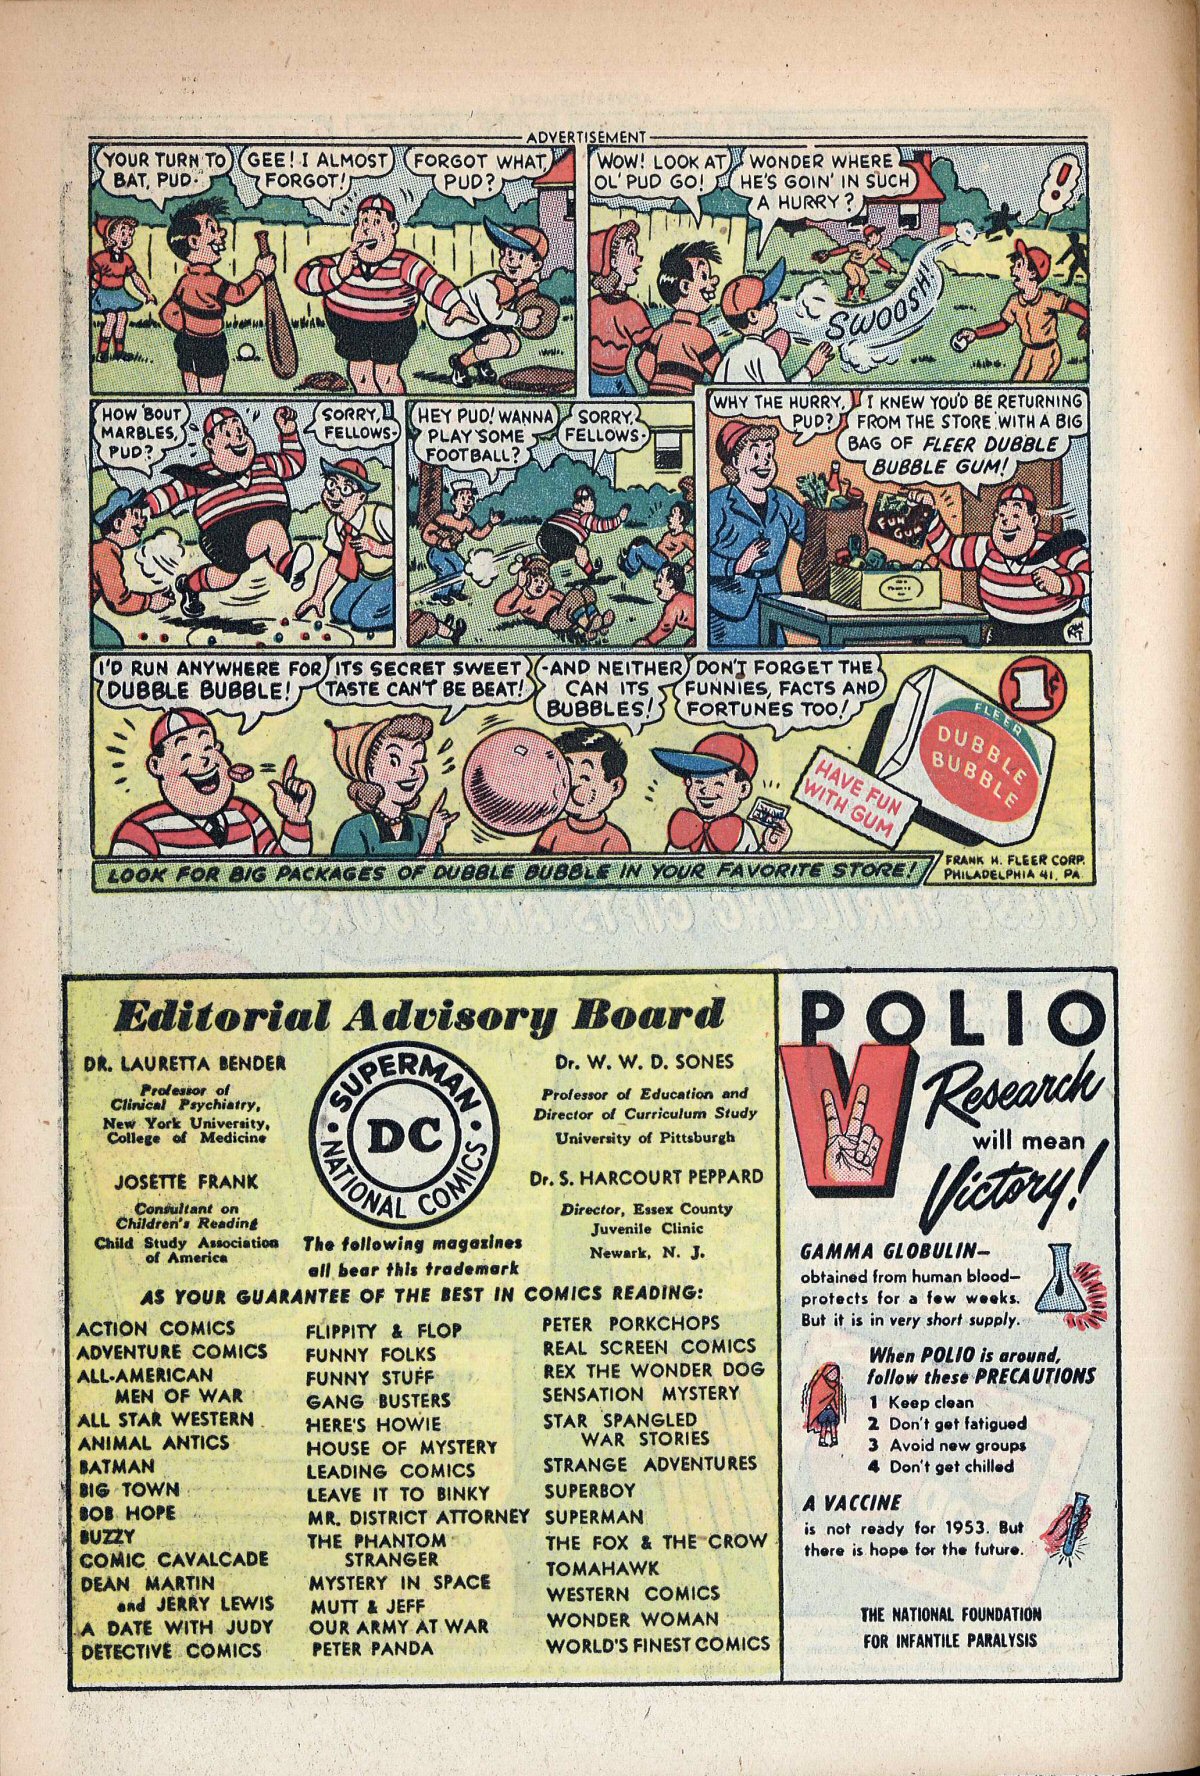 ADVERTISEMENT
YOUR TURN TO
BAT, PUD-
GEE! I ALMOST
FORGOT!
FORGOT WHAT,
PUD?
WOW! LOOK AT
OL' PUD GO!
WONDER WHERE
HE'S GOIN' IN SUCH
A HURRY?
!
SWOOSH!
HOW 'BOUT
MARBLES,
PUD?
SORRY,
FELLOWS-
HEY PUD! WANNA
PLAY SOME
FOOTBALL?
SORRY,
FELLOWS-
WHY THE HURRY,
PUD?
I KNEW YOU'D BE RETURNING
FROM THE STORE WITH A BIG
BAG OF FLEER DUBBLE
BUBBLE GUM!
FUN
GUM
I'D RUN ANYWHERE FOR
DUBBLE BUBBLE!
ITS SECRET SWEET
TASTE CAN'T BE BEAT!
-AND NEITHER
CAN ITS
BUBBLES!
DON'T FORGET THE
FUNNIES, FACTS AND
FORTUNES TOO!
1¢
FLEER
DUBBLE
BUBBLE
HAVE FUN
WITH GUM
LOOK FOR BIG PACKAGES OF DUBBLE BUBBLE IN YOUR FAVORITE STORE!
FRANK H. FLEER CORP.
PHILADELPHIA 41, PA.
Editorial Advisory Board
DR. LAURETTA BENDER
Professor of
Clinical Psychiatry,
New York University,
College of Medicine
JOSETTE FRANK
Consultant on
Children's Reading
Child Study Association
of America
SUPERMAN
DC
NATIONAL COMICS
Dr. W. W. D. SONES
Professor of Education and
Director of Curriculum Study
University of Pittsburgh
Dr. S. HARCOURT PEPPARD
Director, Essex County
Juvenile Clinic
Newark, N. J.
The following magazines
all bear this trademark
AS YOUR GUARANTEE OF THE BEST IN COMICS READING:
ACTION COMICS
ADVENTURE COMICS
ALL-AMERICAN
MEN OF WAR
ALL STAR WESTERN
ANIMAL ANTICS
BATMAN
BIG TOWN
BOB HOPE
BUZZY
COMIC CAVALCADE
DEAN MARTIN
and JERRY LEWIS
A DATE WITH JUDY
DETECTIVE COMICS
FLIPPITY & FLOP
FUNNY FOLKS
FUNNY STUFF
GANG BUSTERS
HERE'S HOWIE
HOUSE OF MYSTERY
LEADING COMICS
LEAVE IT TO BINKY
MR. DISTRICT ATTORNEY
THE PHANTOM
STRANGER
MYSTERY IN SPACE
MUTT & JEFF
OUR ARMY AT WAR
PETER PANDA
PETER PORKCHOPS
REAL SCREEN COMICS
REX THE WONDER DOG
SENSATION MYSTERY
STAR SPANGLED
WAR STORIES
STRANGE ADVENTURES
SUPERBOY
SUPERMAN
THE FOX & THE CROW
TOMAHAWK
WESTERN COMICS
WONDER WOMAN
WORLD'S FINEST COMICS
POLIO
Research
will mean
Victory!
GAMMA GLOBULIN—
obtained from human blood—
protects for a few weeks.
But it is in very short supply.
When POLIO is around,
follow these PRECAUTIONS
1 Keep clean
2 Don't get fatigued
3 Avoid new groups
4 Don't get chilled
A VACCINE
is not ready for 1953. But
there is hope for the future.
THE NATIONAL FOUNDATION
FOR INFANTILE PARALYSIS